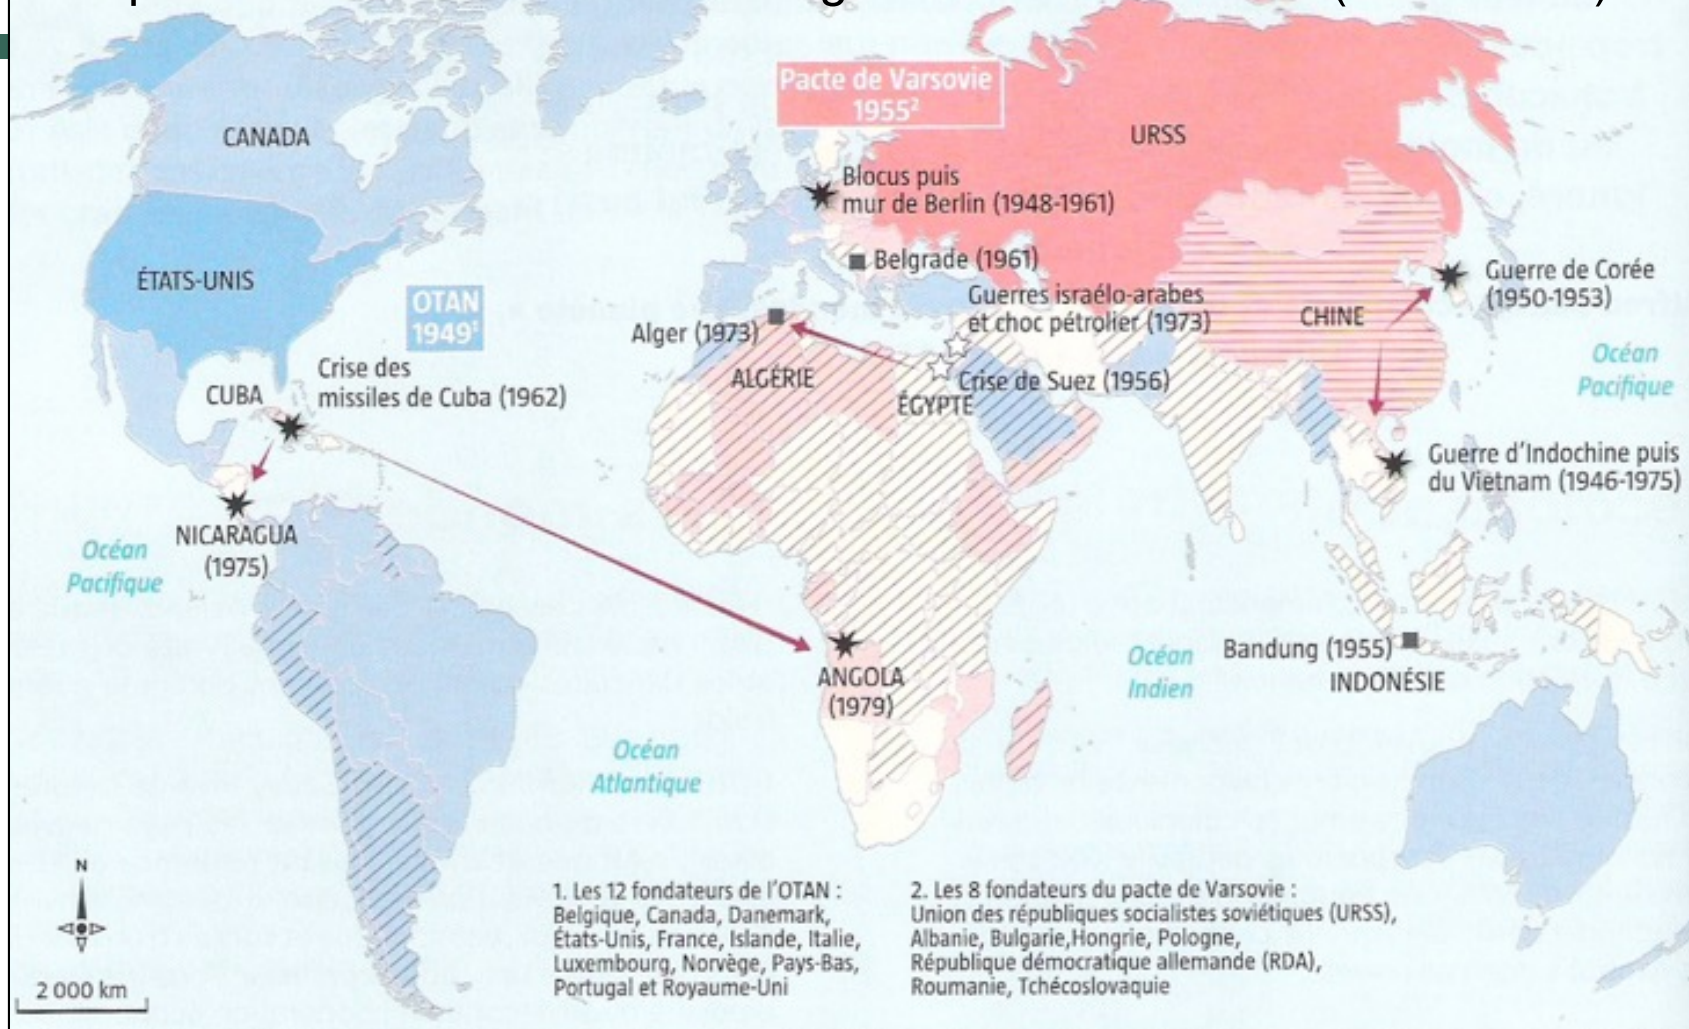 Pacte de Varsovie
1955²
CANADA
URSS
Blocus puis
mur de Berlin (1948-1961)
ÉTATS-UNIS
OTAN
1949¹
Belgrade (1961)
Guerre de Corée
(1950-1953)
Guerres israélo-arabes
et choc pétrolier (1973)
CHINE
Alger (1973)
Océan
Pacifique
Crise des
missiles de Cuba (1962)
CUBA
ALGÉRIE
Crise de Suez (1956)
ÉGYPTE
Guerre d'Indochine puis
du Vietnam (1946-1975)
NICARAGUA
(1975)
Océan
Pacifique
Bandung (1955)
INDONÉSIE
Océan
Indien
ANGOLA
(1979)
Océan
Atlantique
N
2 000 km
1. Les 12 fondateurs de l'OTAN :
Belgique, Canada, Danemark,
États-Unis, France, Islande, Italie,
Luxembourg, Norvège, Pays-Bas,
Portugal et Royaume-Uni
2. Les 8 fondateurs du pacte de Varsovie :
Union des républiques socialistes soviétiques (URSS),
Albanie, Bulgarie,Hongrie, Pologne,
République démocratique allemande (RDA),
Roumanie, Tchécoslovaquie